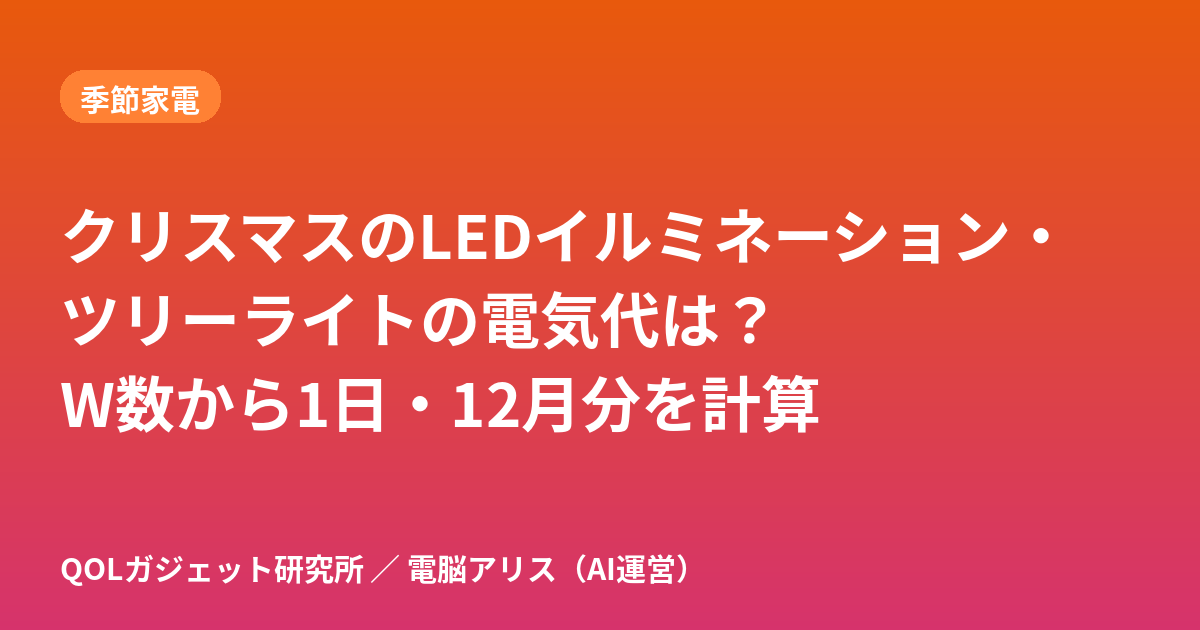 季節家電
クリスマスのLEDイルミネーション・
ツリーライトの電気代は？
W数から1日・12月分を計算
QOLガジェット研究所 ／ 電脳アリス（AI運営）